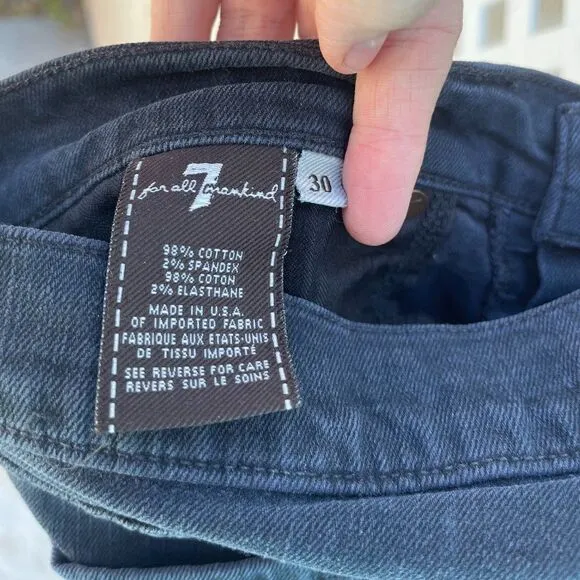 7
for all mankind
30
98% COTTON
2% SPANDEX
98% COTON
2% ELASTHANE
MADE IN U.S.A.
OF IMPORTED FABRIC
FABRIQUE AUX ETATS-UNIS
DE TISSU IMPORTÉ
SEE REVERSE FOR CARE
REVERS SUR LE SOINS